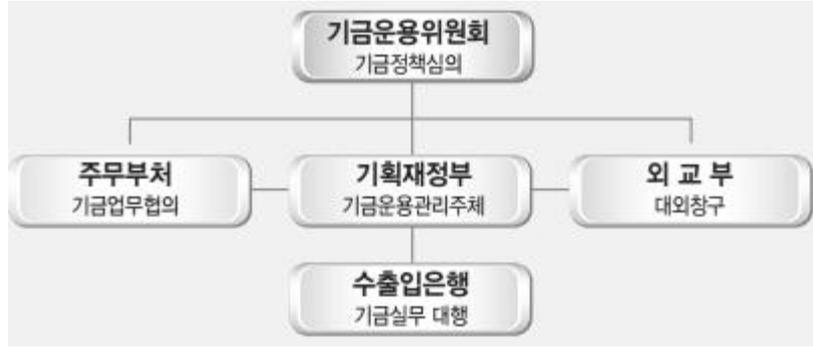 기금운용위원회
기금정책심의
주무부처
기금업무협의
기획재정부
기금운용관리주체
외 교 부
대외창구
수출입은행
기금실무 대행